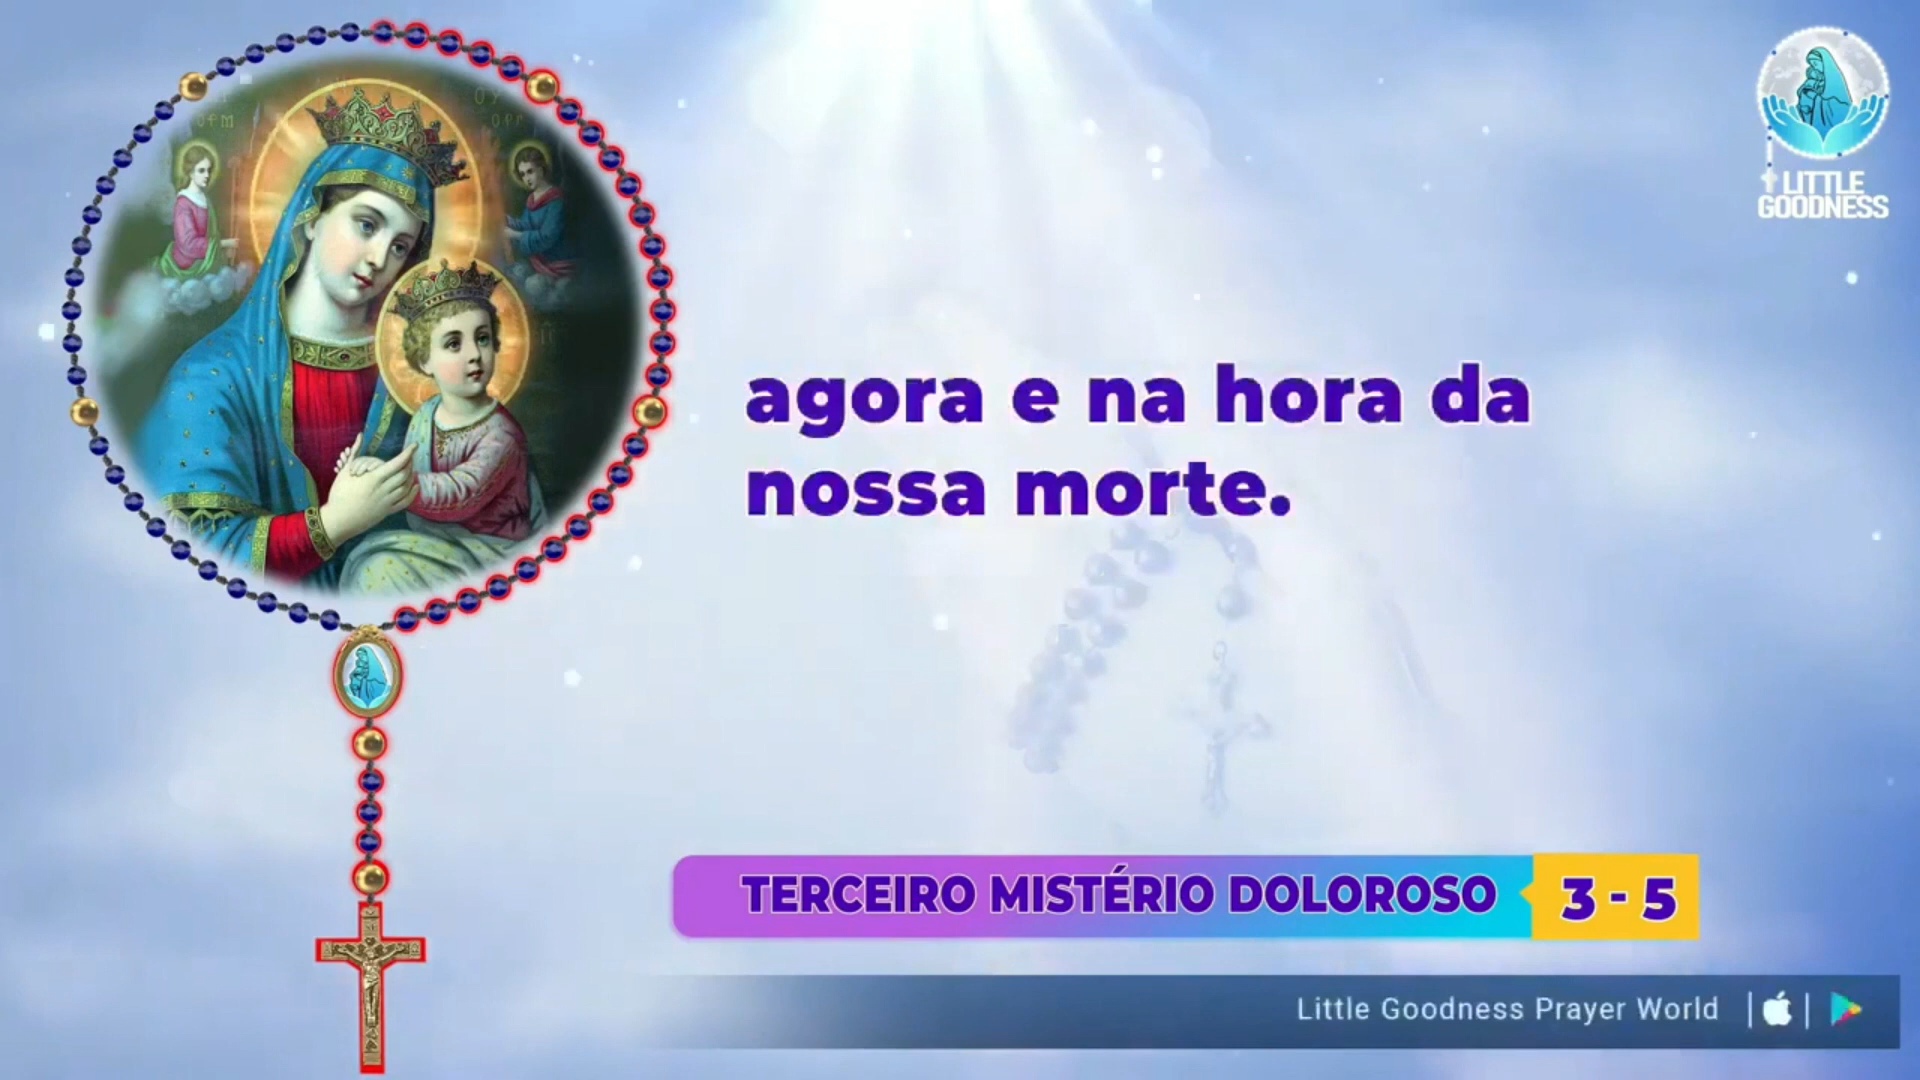 LITTLE
GOODNESS
agora e na hora da
nossa morte.
TERCEIRO MISTÉRIO DOLOROSO 3 - 5
Little Goodness Prayer World